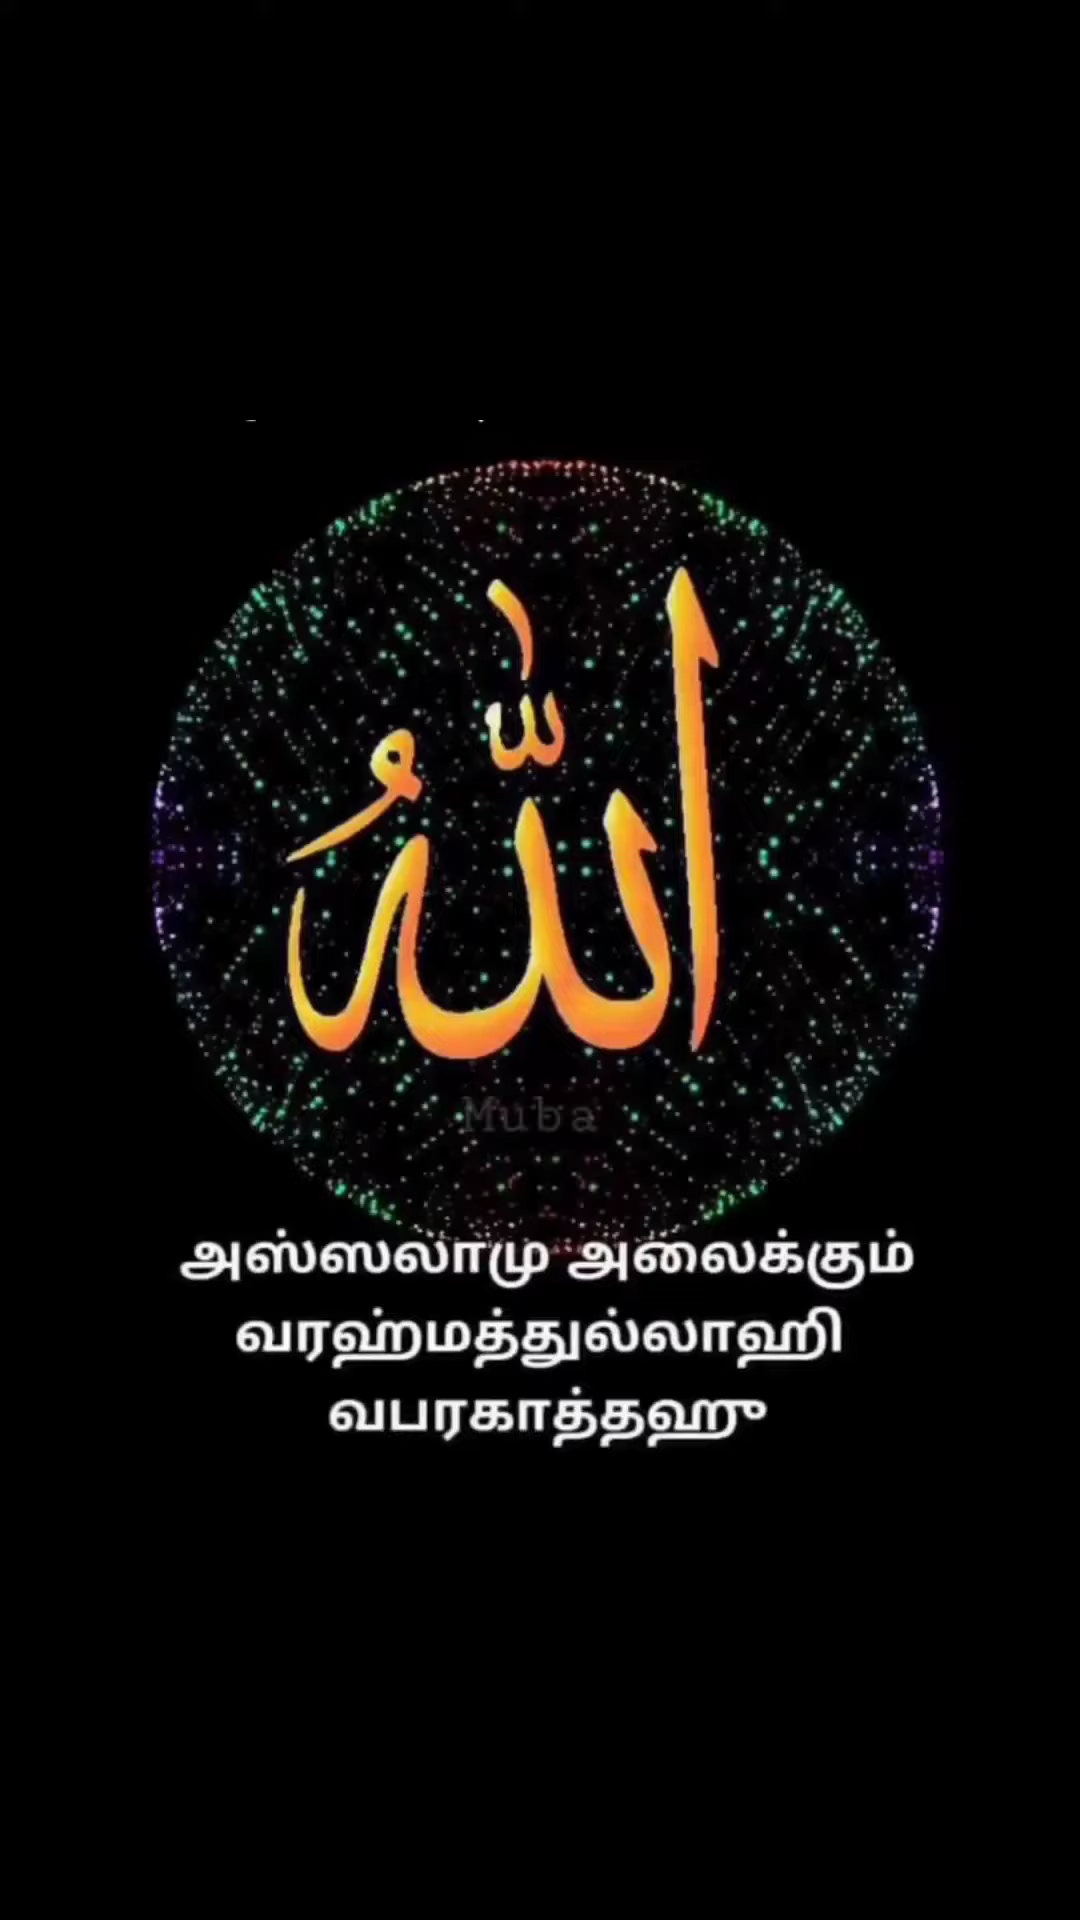 اللهُ
Muba
அஸ்ஸலாமு அலைக்கும்
வரஹ்மத்துல்லாஹி
வபரகாத்தஹு